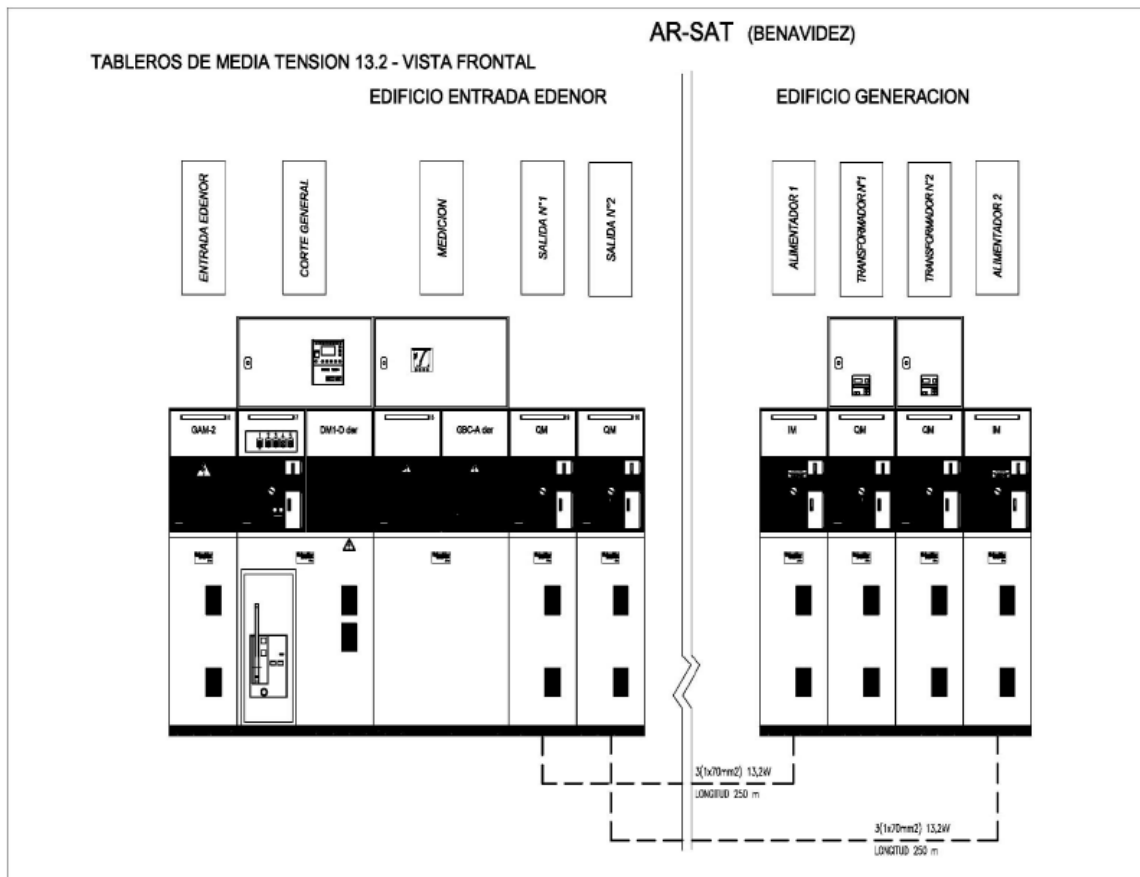 AR-SAT (BENAVIDEZ)
TABLEROS DE MEDIA TENSION 13.2 - VISTA FRONTAL
EDIFICIO ENTRADA EDENOR
EDIFICIO GENERACION
ENTRADA EDENOR
CORTE GENERAL
MEDICION
SALIDA N°1
SALIDA N°2
ALIMENTADOR 1
TRANSFORMADOR N°1
TRANSFORMADOR N°2
ALIMENTADOR 2
GAM-2
DM1-D der
GBC-A der
QM
QM
IM
QM
QM
IM
3(1x70mm2) 13,2kV
LONGITUD 250 m
3(1x70mm2) 13,2kV
LONGITUD 250 m